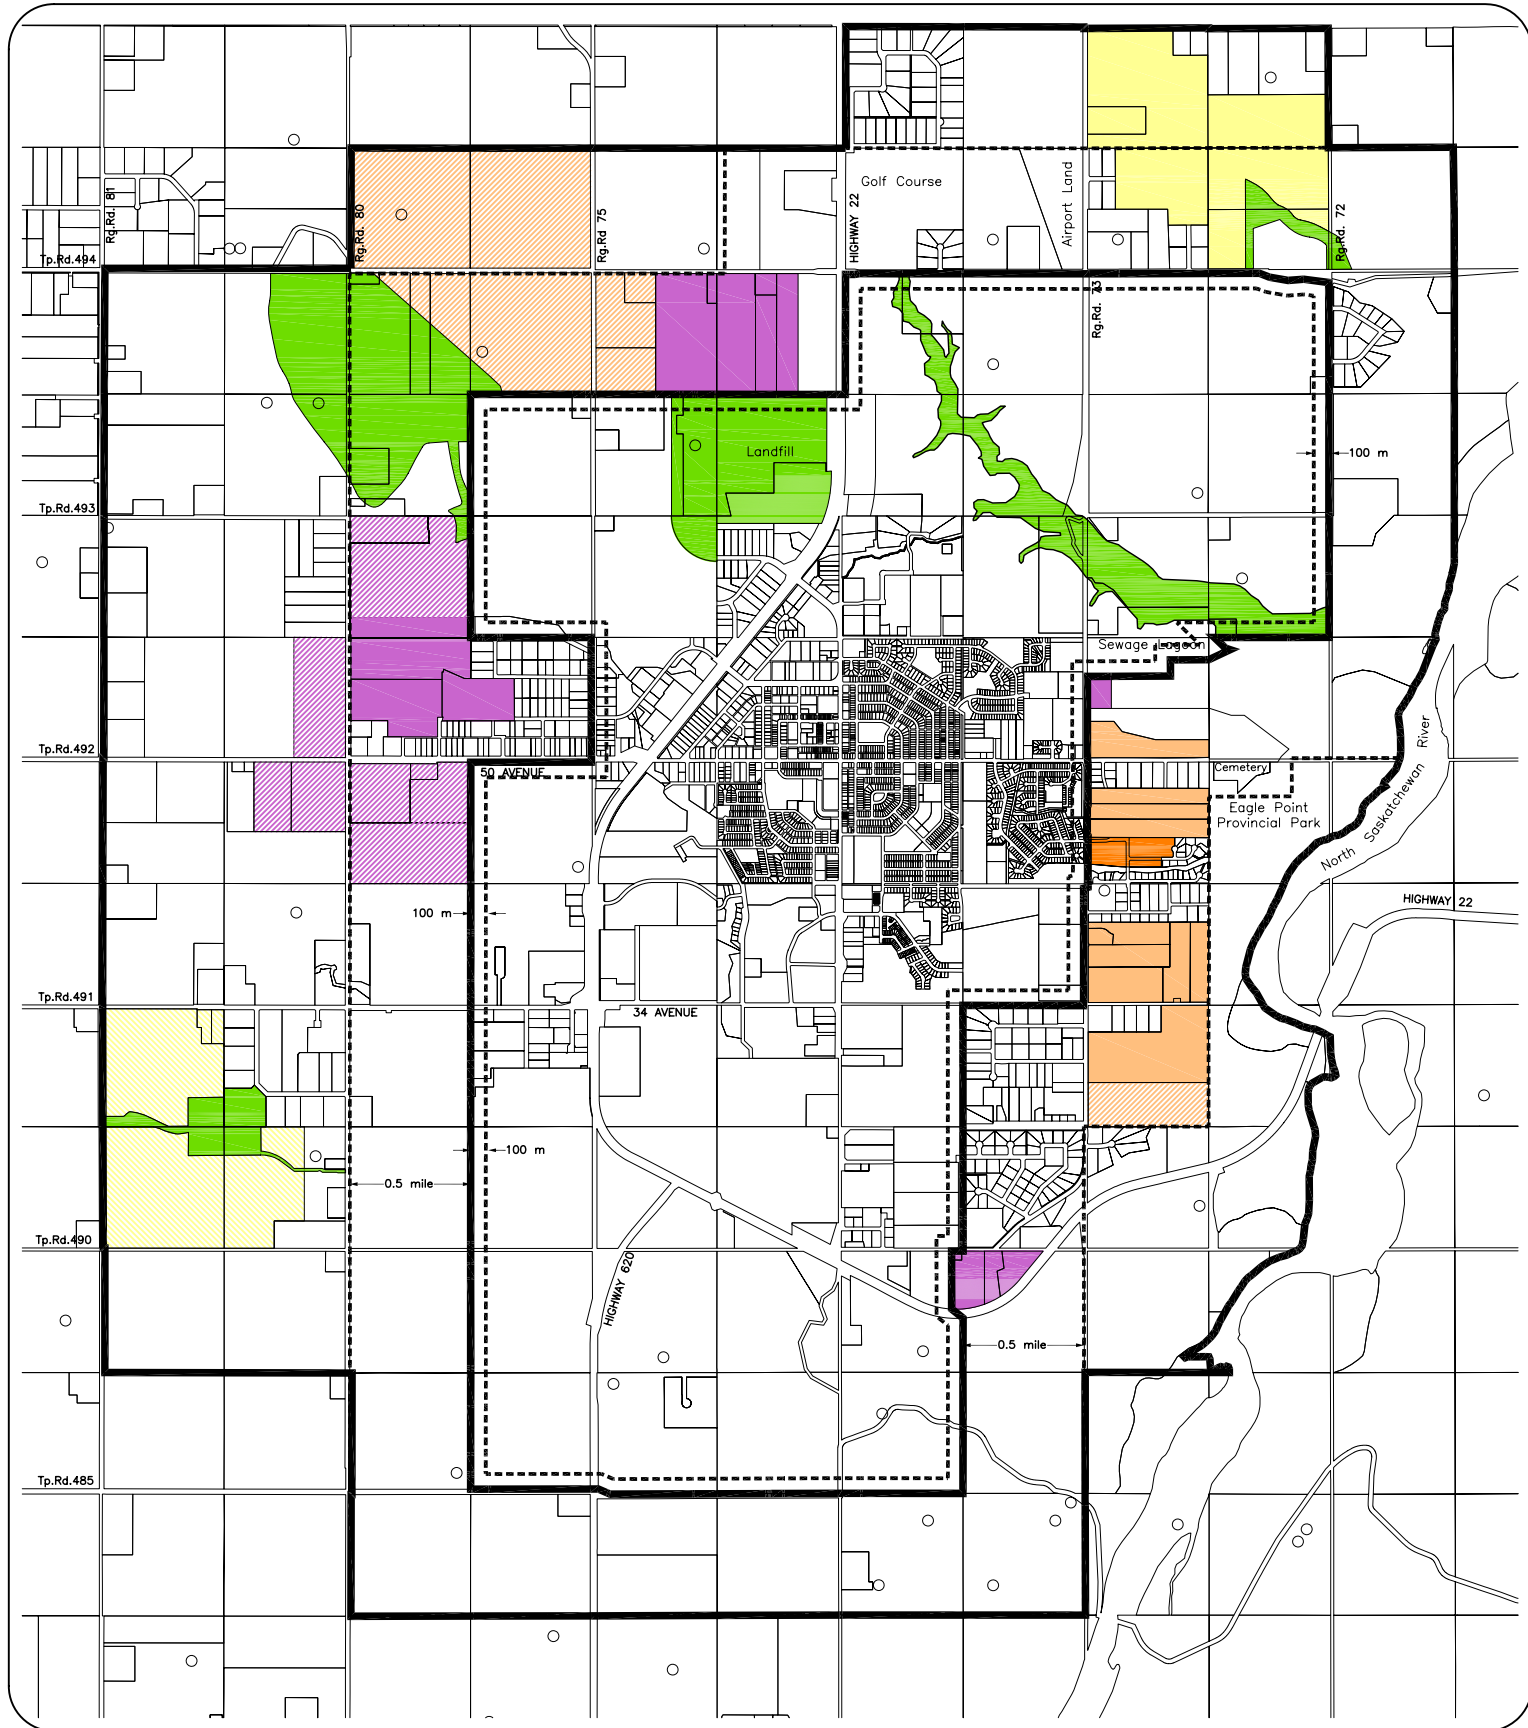 Golf Course
Airport Land
Rg.Rd. 81
Rg.Rd. 80
Rg.Rd 75
HIGHWAY 22
Rg.Rd. 72
Tp.Rd.494
Rg.Rd. 73
Landfill
100 m
Tp.Rd.493
Sewage Lagoon
Tp.Rd.492
50 AVENUE
Cemetery
Eagle Point
Provincial Park
North Saskatchewan River
HIGHWAY 22
100 m
Tp.Rd.491
34 AVENUE
100 m
0.5 mile
Tp.Rd.490
HIGHWAY 620
0.5 mile
Tp.Rd.485